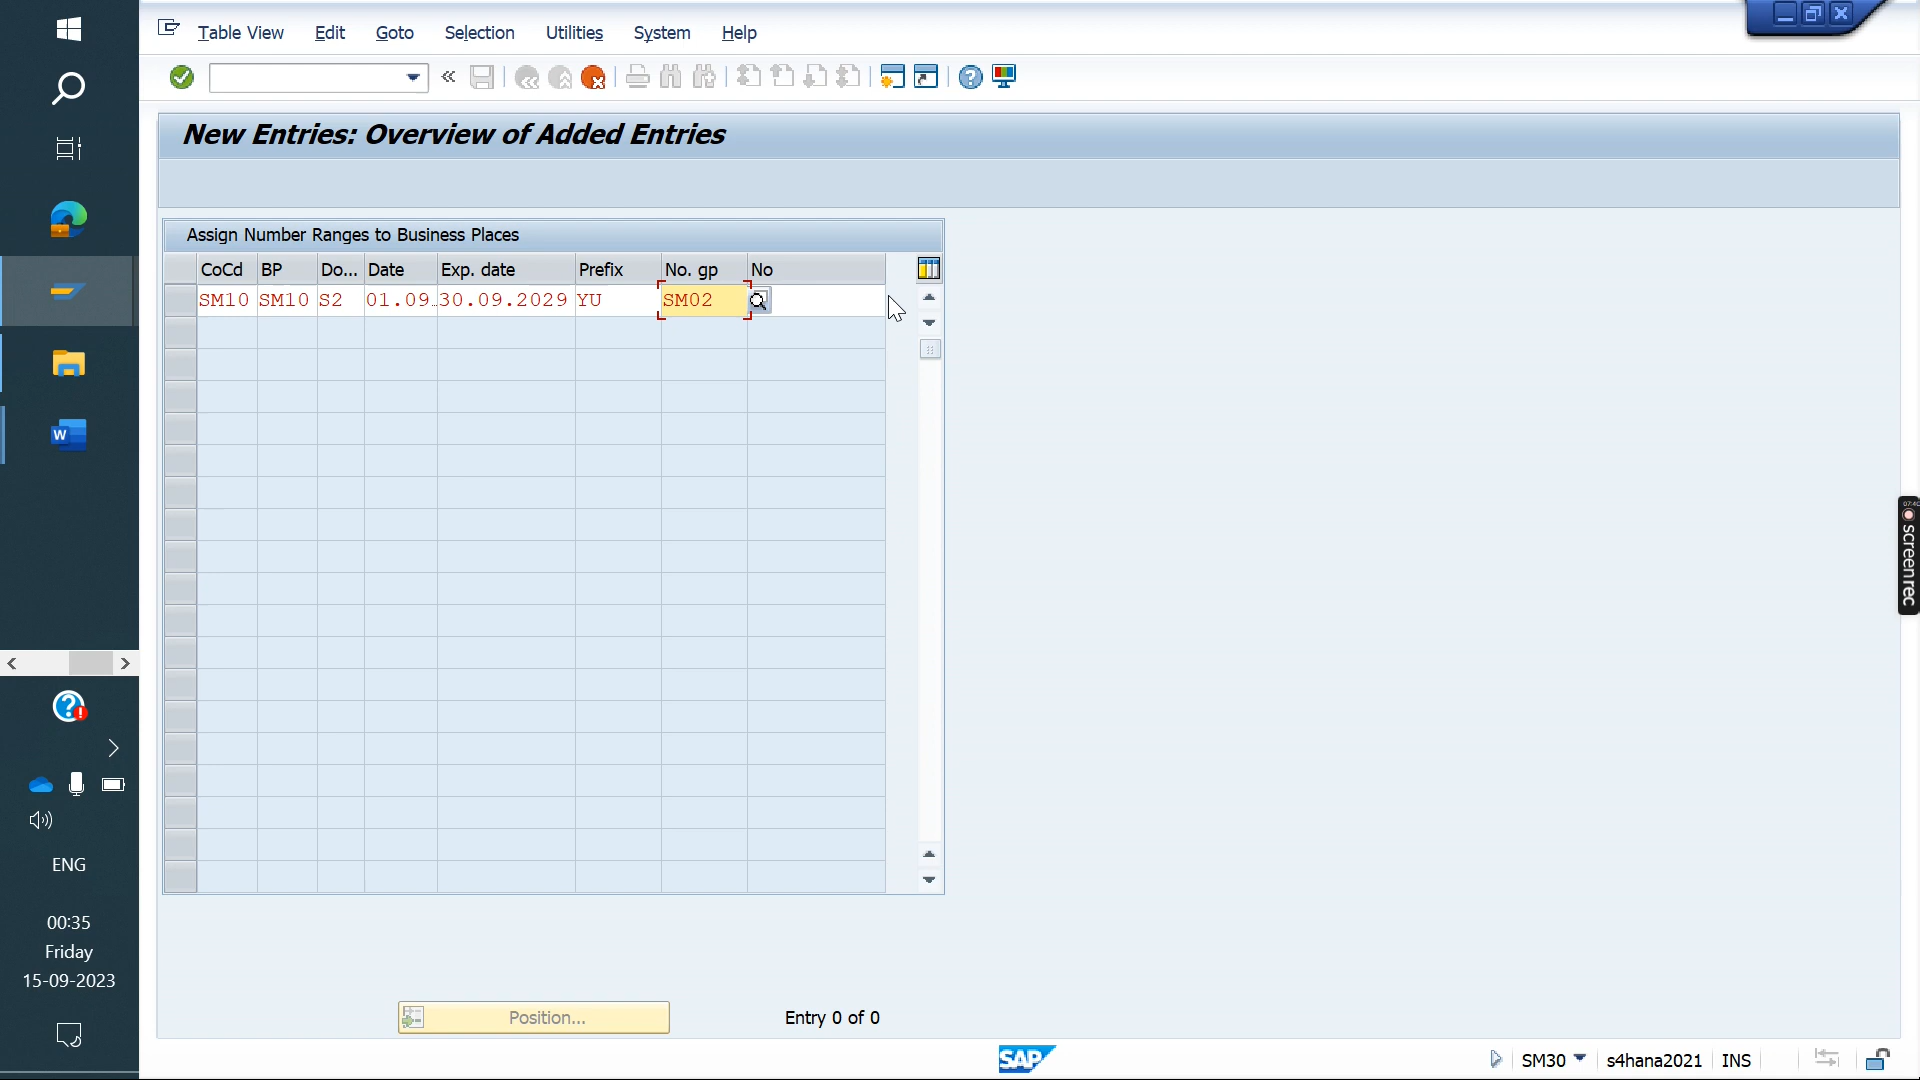 Table View Edit Goto Selection Utilities System Help
New Entries: Overview of Added Entries
Assign Number Ranges to Business Places
CoCd BP Do... Date Exp. date Prefix No. gp No
SM10 SM10 S2 01.09… 30.09.2029 YU SM02
W
ENG
00:35
Friday
15-09-2023
Position...
Entry 0 of 0
SAP
SM30 s4hana2021 INS
screenrec